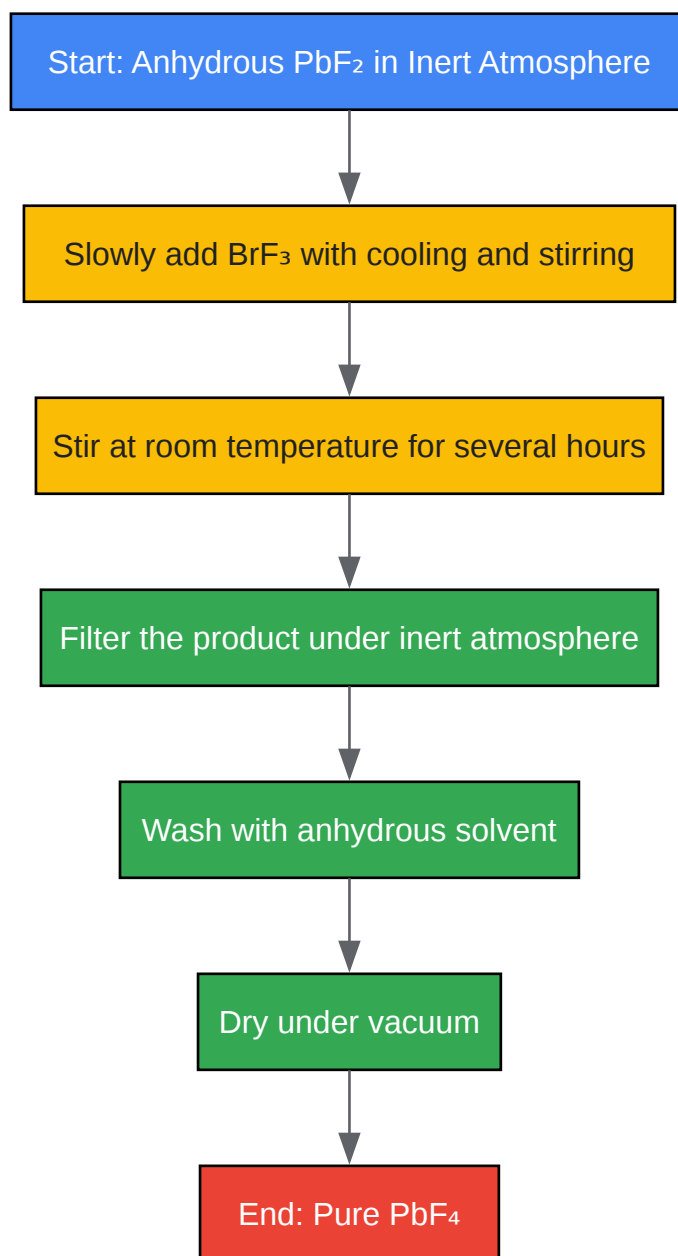 Start: Anhydrous PbF₂ in Inert Atmosphere
Slowly add BrF₃ with cooling and stirring
Stir at room temperature for several hours
Filter the product under inert atmosphere
Wash with anhydrous solvent
Dry under vacuum
End: Pure PbF₄